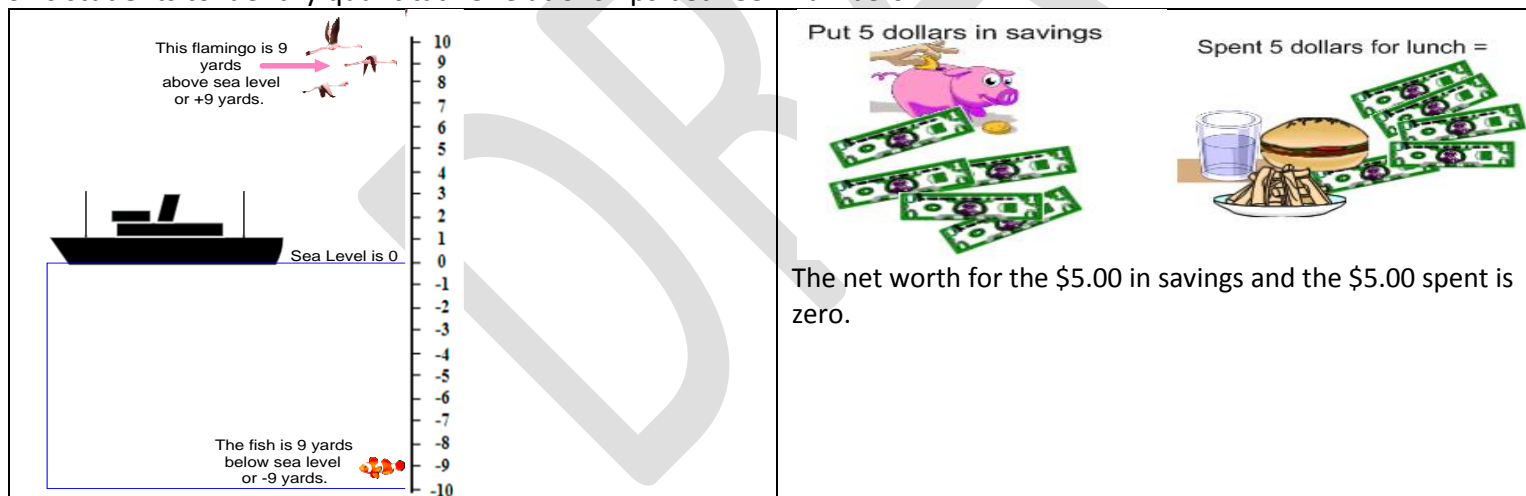 This flamingo is 9
yards
above sea level
or +9 yards.
10
9
8
7
6
5
4
3
2
1
0
-1
-2
-3
-4
-5
-6
-7
-8
-9
-10
Sea Level is 0
The fish is 9 yards
below sea level
or -9 yards.
Put 5 dollars in savings
Spent 5 dollars for lunch =
The net worth for the $5.00 in savings and the $5.00 spent is
zero.